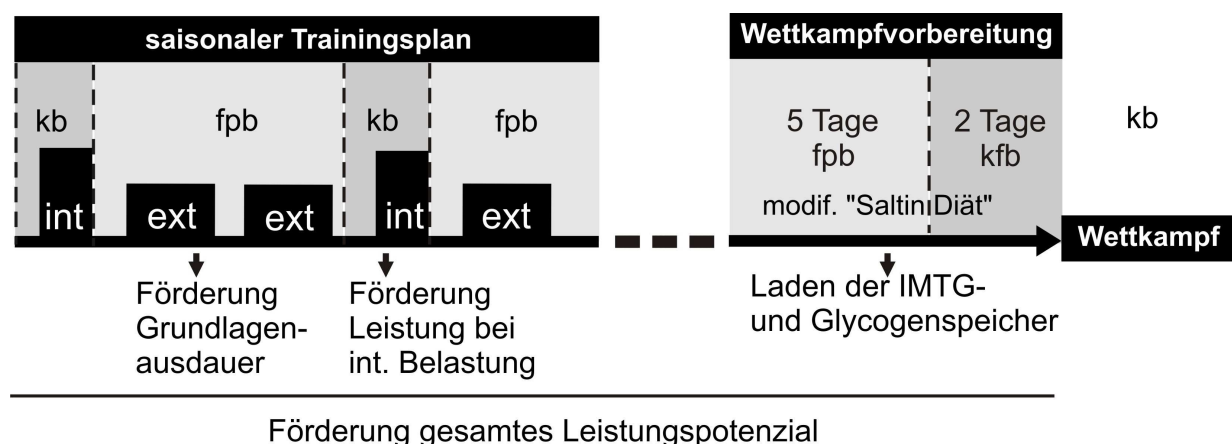 saisonaler Trainingsplan
kb
fpb
kb
fpb
int
ext
ext
int
ext
Förderung
Grundlagen-
ausdauer
Förderung
Leistung bei
int. Belastung
Wettkampfvorbereitung
5 Tage
fpb
2 Tage
kfb
kb
modif. "Saltin Diät"
Wettkampf
Laden der IMTG-
und Glycogenspeicher
Förderung gesamtes Leistungspotenzial